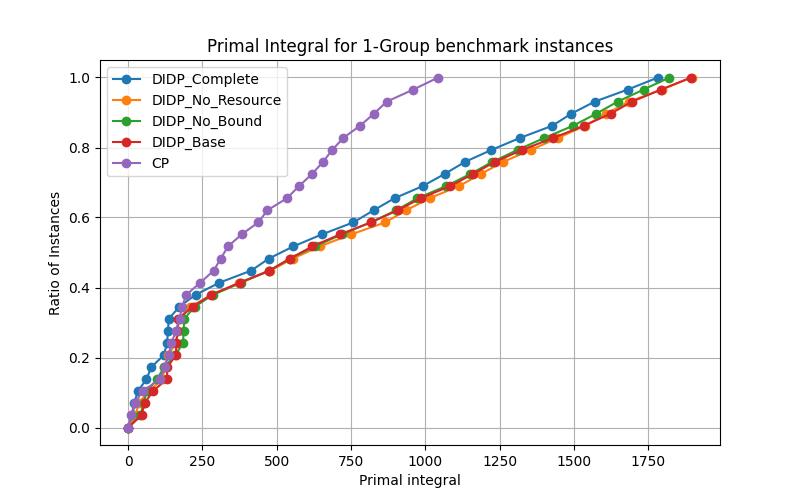 Primal Integral for 1-Group benchmark instances
DIDP_Complete
DIDP_No_Resource
DIDP_No_Bound
DIDP_Base
CP
1.0
0.8
0.6
0.4
0.2
0.0
Ratio of Instances
0 250 500 750 1000 1250 1500 1750
Primal integral